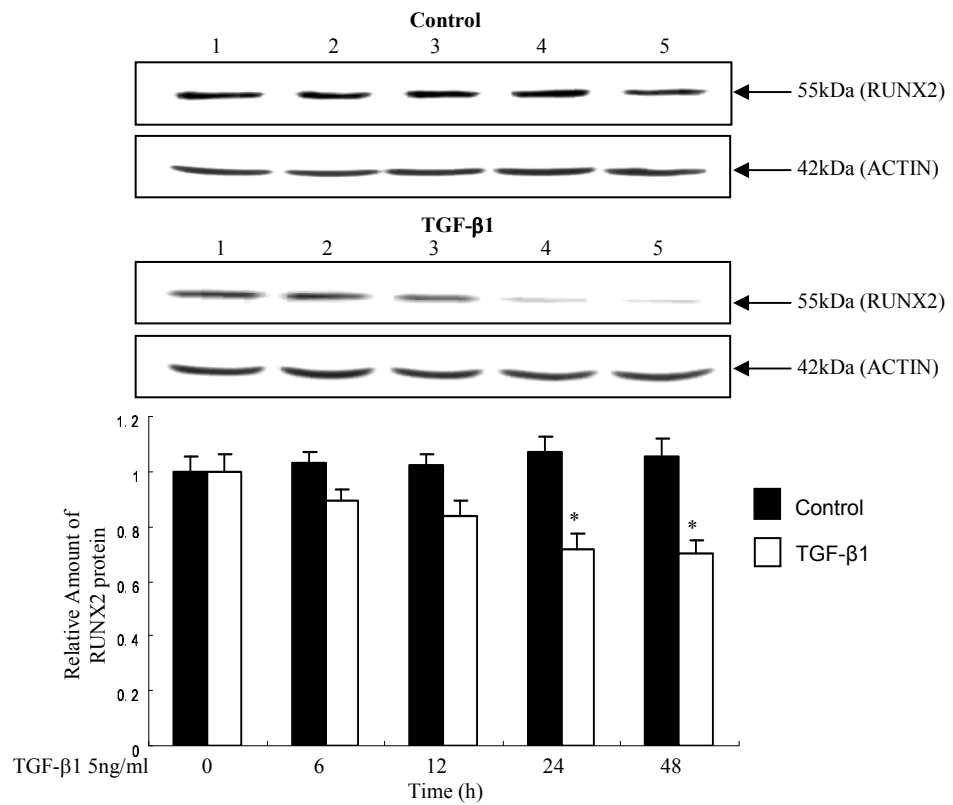 Control
1 2 3 4 5
55kDa (RUNX2)
42kDa (ACTIN)
TGF-β1
1 2 3 4 5
55kDa (RUNX2)
42kDa (ACTIN)
1.2
1
0.8
0.6
0.4
0.2
0
Relative Amount of
RUNX2 protein
* *
Control
TGF-β1
TGF-β1 5ng/ml 0 6 12 24 48
Time (h)